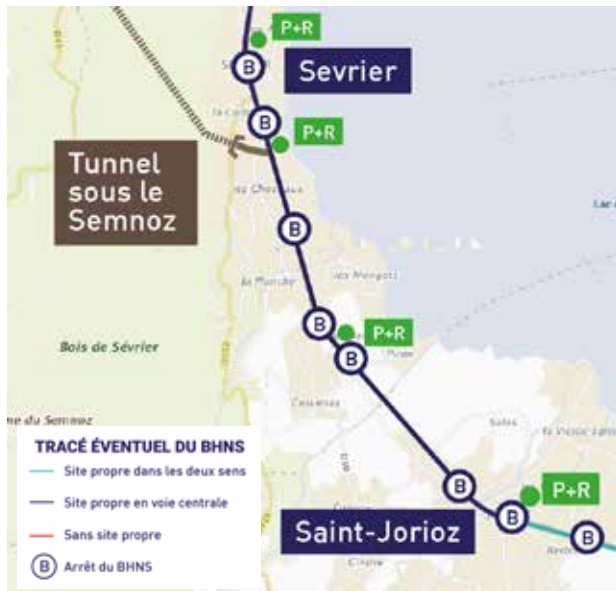 P+R
Sevrier
P+R
Tunnel
sous le
Semnoz
B
B
B
B
B
B
B
B
P+R
Bois de Sévrier
P+R
Saint-Jorioz
TRACÉ ÉVENTUEL DU BHNS
Site propre dans les deux sens
Site propre en voie centrale
Sans site propre
B Arrêt du BHNS